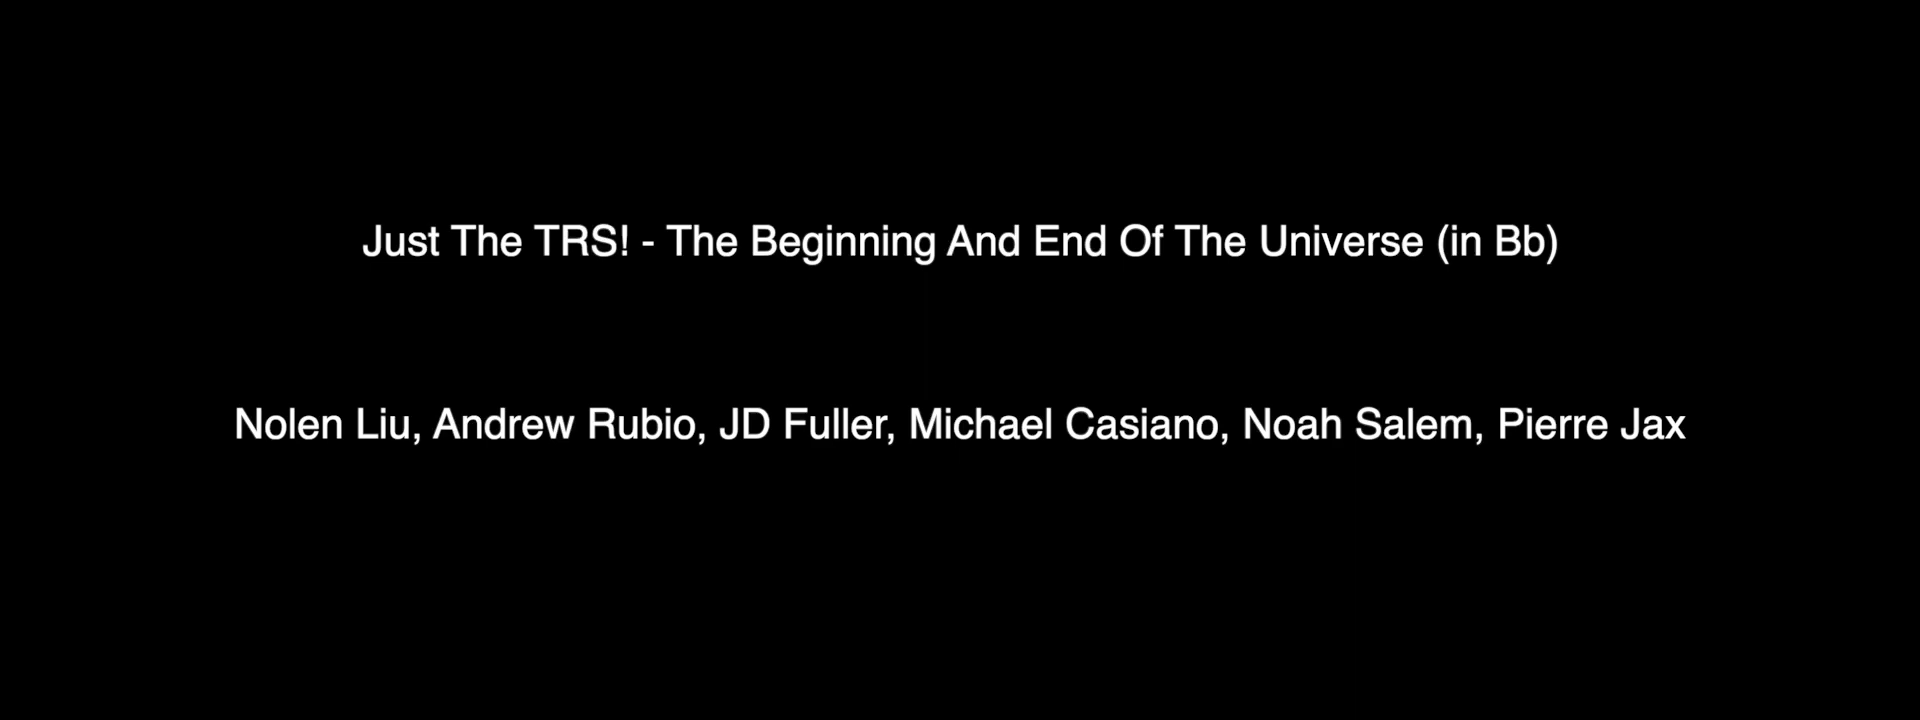 Just The TRS! - The Beginning And End Of The Universe (in Bb)
Nolen Liu, Andrew Rubio, JD Fuller, Michael Casiano, Noah Salem, Pierre Jax